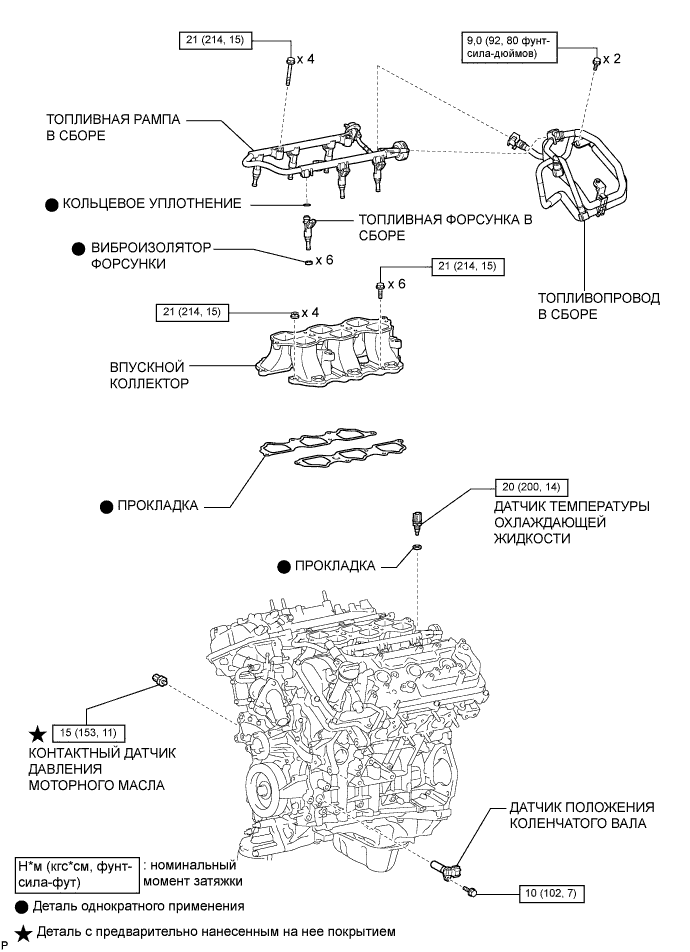 21 (214, 15)
x 4
9,0 (92, 80 фунт-
сила-дюймов)
x 2
ТОПЛИВНАЯ РАМПА
В СБОРЕ
КОЛЬЦЕВОЕ УПЛОТНЕНИЕ
ТОПЛИВНАЯ ФОРСУНКА В
СБОРЕ
ВИБРОИЗОЛЯТОР
ФОРСУНКИ
x 6
21 (214, 15)
x 6
ТОПЛИВОПРОВОД
В СБОРЕ
21 (214, 15)
x 4
ВПУСКНОЙ
КОЛЛЕКТОР
ПРОКЛАДКА
20 (200, 14)
ДАТЧИК ТЕМПЕРАТУРЫ
ОХЛАЖДАЮЩЕЙ
ЖИДКОСТИ
ПРОКЛАДКА
15 (153, 11)
КОНТАКТНЫЙ ДАТЧИК
ДАВЛЕНИЯ
МОТОРНОГО МАСЛА
ДАТЧИК ПОЛОЖЕНИЯ
КОЛЕНЧАТОГО ВАЛА
10 (102, 7)
Н*м (кгс*см, фунт-
сила-фут)
: номинальный
момент затяжки
Деталь однократного применения
Деталь с предварительно нанесенным на нее покрытием
P